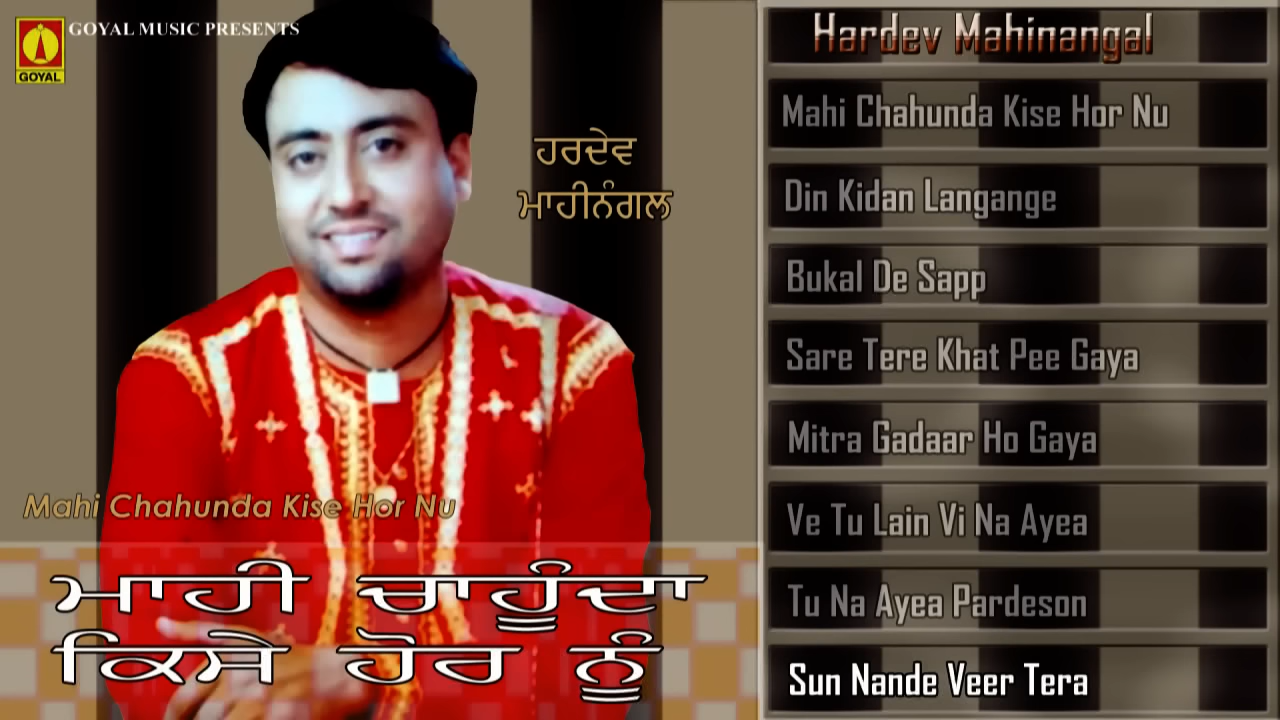 GOYAL MUSIC PRESENTS
GOYAL
ਹਰਦੇਵ
ਮਾਹੀਨੰਗਲ
Mahi Chahunda Kise Hor Nu
ਮਾਹੀ ਚਾਹੂੰਦਾ
ਕਿਸੇ ਹੋਰ ਨੂੰ
Hardev Mahinangal
Mahi Chahunda Kise Hor Nu
Din Kidan Langange
Bukal De Sapp
Sare Tere Khat Pee Gaya
Mitra Gadaar Ho Gaya
Ve Tu Lain Vi Na Ayea
Tu Na Ayea Pardeson
Sun Nande Veer Tera